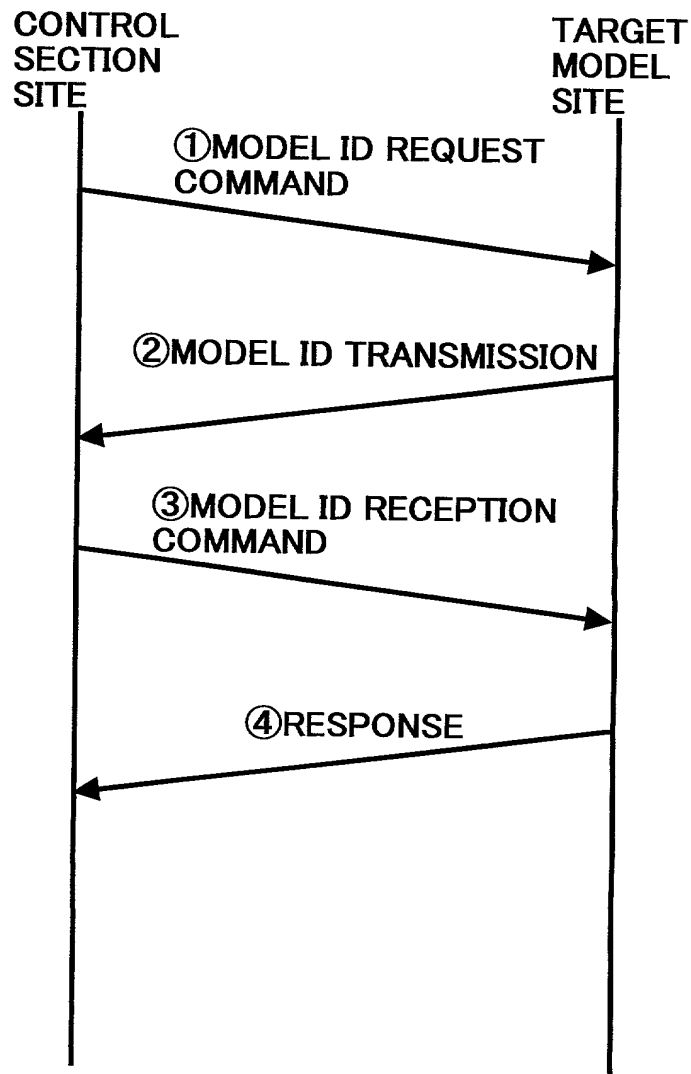 CONTROL
SECTION
SITE
TARGET
MODEL
SITE
①MODEL ID REQUEST
COMMAND
②MODEL ID TRANSMISSION
③MODEL ID RECEPTION
COMMAND
④RESPONSE